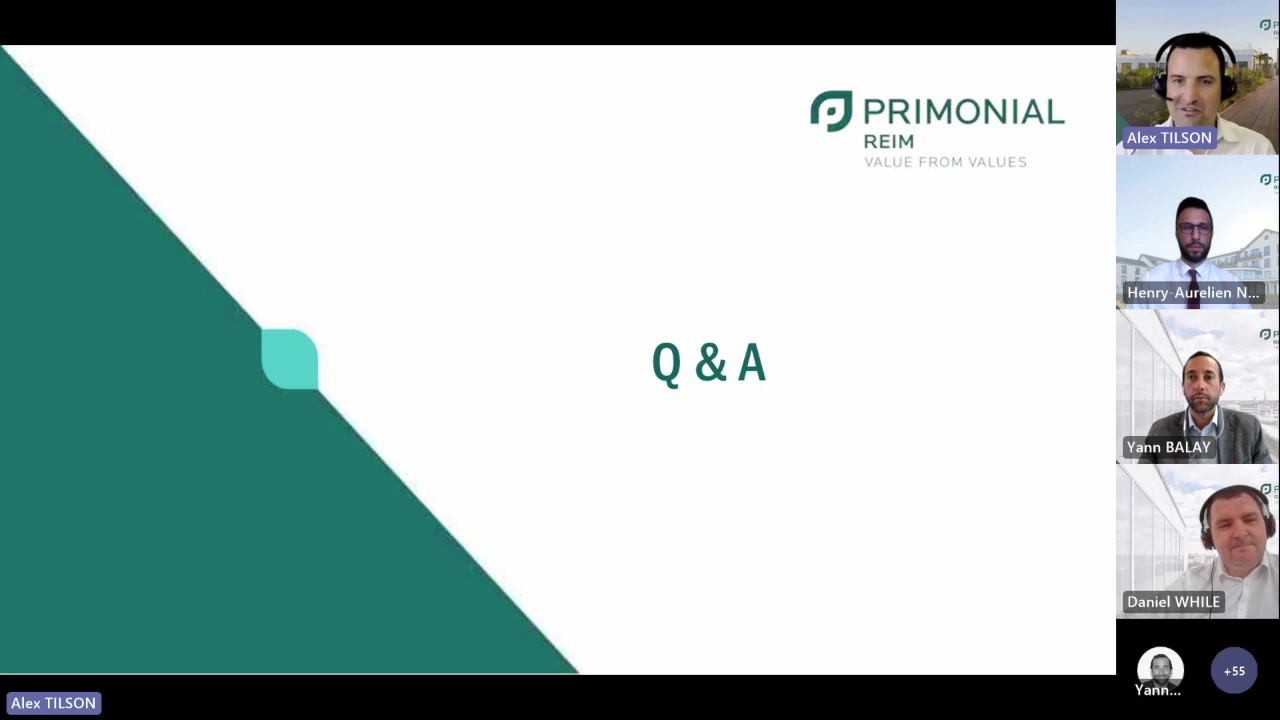 PRIMONIAL
REIM
VALUE FROM VALUES
Q & A
Alex TILSON
Henry-Aurelien N...
Yann BALAY
Daniel WHILE
Yann...
+55
Alex TILSON